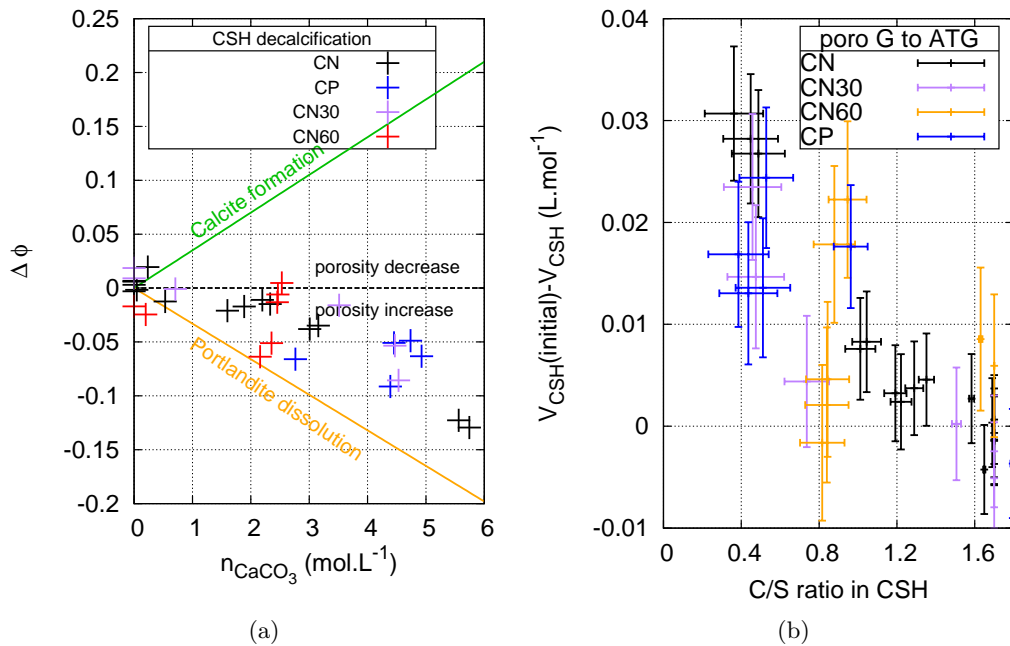 CSH decalcification
CN
CP
CN30
CN60
0.25
0.2
0.15
0.1
0.05
0
-0.05
-0.1
-0.15
-0.2
Δ ϕ
Calcite formation
porosity decrease
porosity increase
Portlandite dissolution
0 1 2 3 4 5 6
n_CaCO₃ (mol.L⁻¹)
(a)
poro G to ATG
CN
CN30
CN60
CP
0.04
0.03
0.02
0.01
0
-0.01
V_CSH(initial)-V_CSH (L.mol⁻¹)
0 0.4 0.8 1.2 1.6
C/S ratio in CSH
(b)